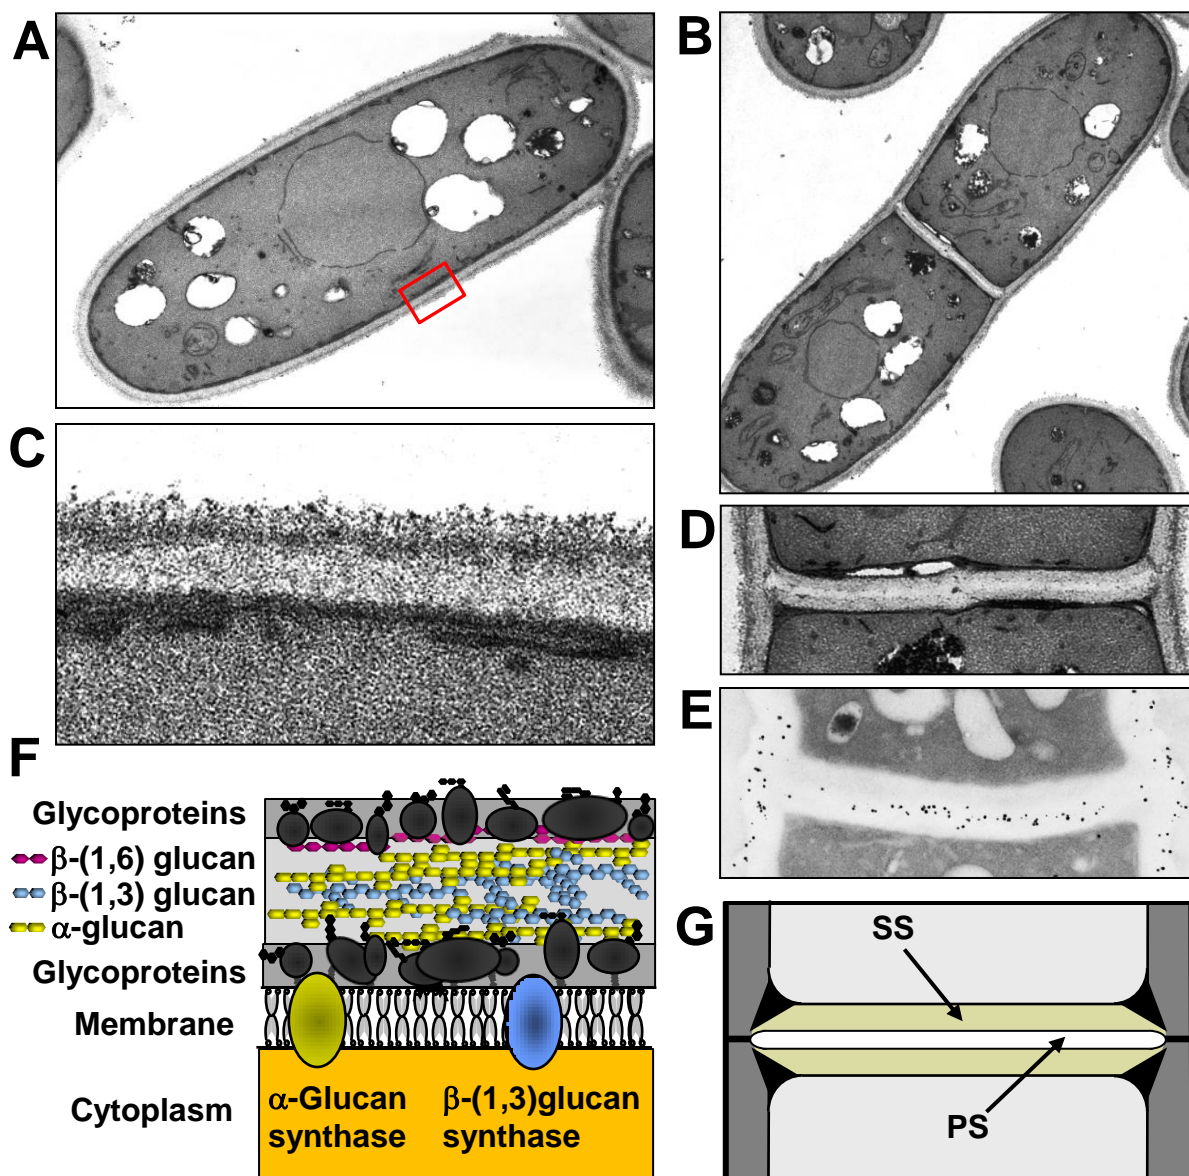 A
B
C
D
E
F
Glycoproteins
β-(1,6) glucan
β-(1,3) glucan
α-glucan
Glycoproteins
Membrane
Cytoplasm
α-Glucan
synthase
β-(1,3)glucan
synthase
G
SS
PS